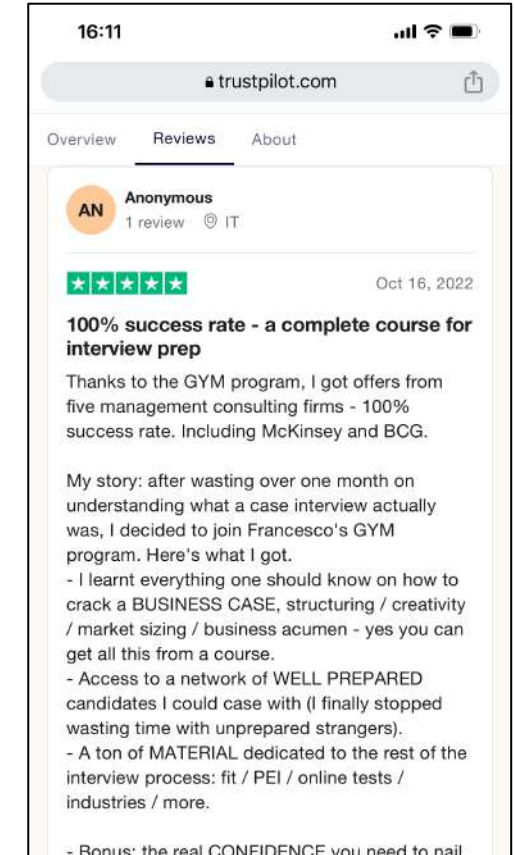 16:11
trustpilot.com
Overview Reviews About
AN
Anonymous
1 review IT
Oct 16, 2022
100% success rate - a complete course for
interview prep
Thanks to the GYM program, I got offers from
five management consulting firms - 100%
success rate. Including McKinsey and BCG.
My story: after wasting over one month on
understanding what a case interview actually
was, I decided to join Francesco's GYM
program. Here's what I got.
- I learnt everything one should know on how to
crack a BUSINESS CASE, structuring / creativity
/ market sizing / business acumen - yes you can
get all this from a course.
- Access to a network of WELL PREPARED
candidates I could case with (I finally stopped
wasting time with unprepared strangers).
- A ton of MATERIAL dedicated to the rest of the
interview process: fit / PEI / online tests /
industries / more.
- Bonus: the real CONFIDENCE you need to nail